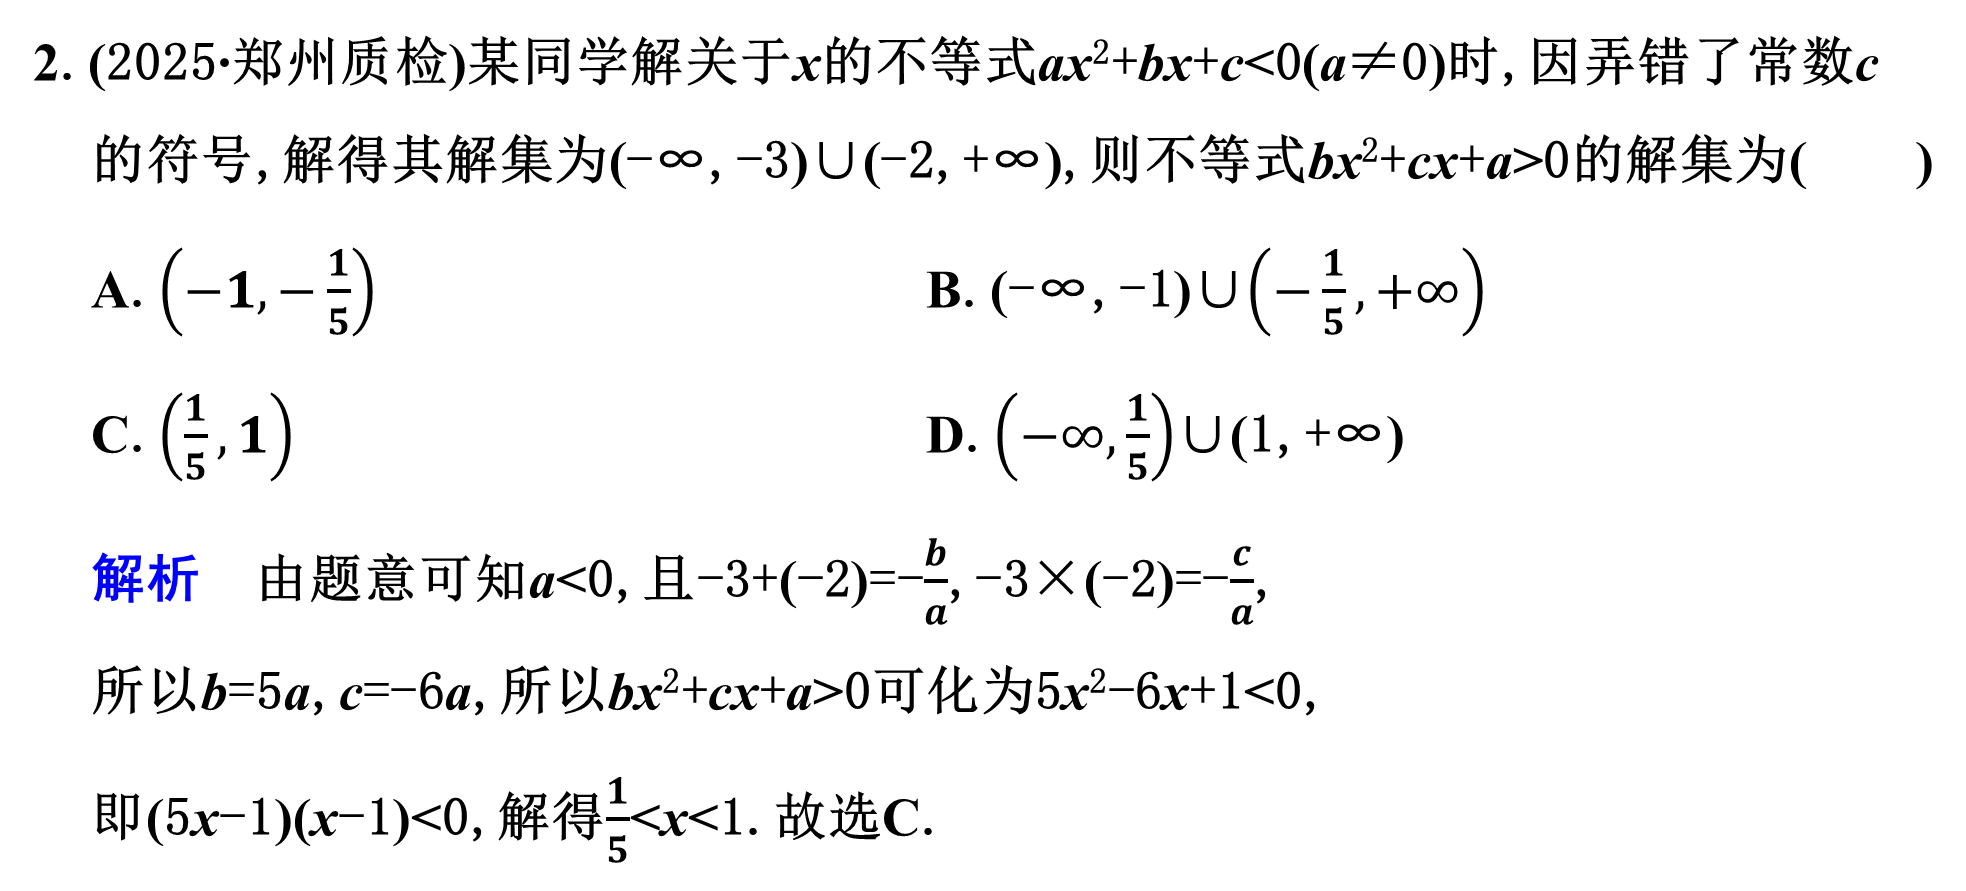 2. (2025·郑州质检)某同学解关于x的不等式ax²+bx+c<0(a≠0)时, 因弄错了常数c
的符号, 解得其解集为(-∞, -3)∪(-2, +∞), 则不等式bx²+cx+a>0的解集为(  )
A. (-1, -1/5)  B. (-∞, -1)∪(-1/5, +∞)
C. (1/5, 1)  D. (-∞, 1/5)∪(1, +∞)
解析 由题意可知a<0, 且-3+(-2)=-b/a, -3×(-2)=-c/a,
所以b=5a, c=-6a, 所以bx²+cx+a>0可化为5x²-6x+1<0,
即(5x-1)(x-1)<0, 解得1/5<x<1. 故选C.